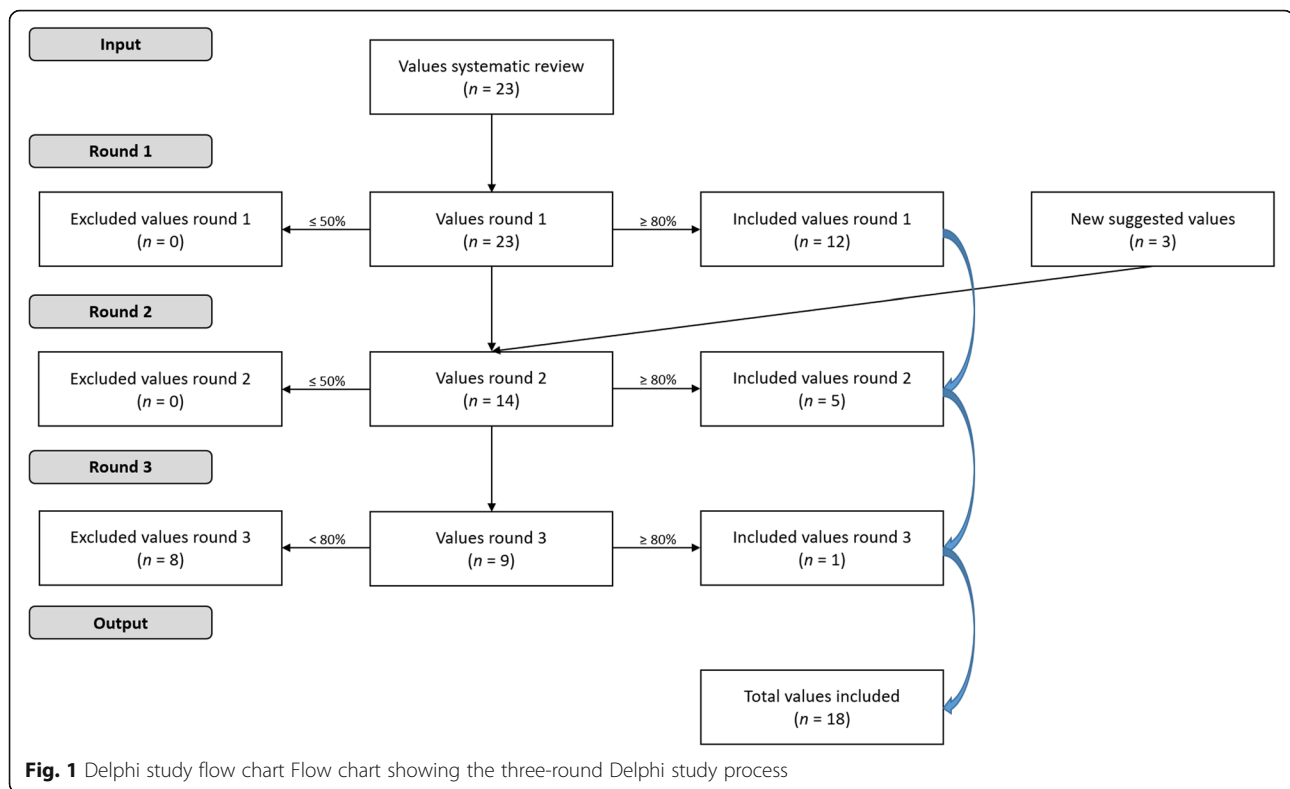 Input
Values systematic review
(n = 23)
Round 1
Excluded values round 1
(n = 0)
≤ 50%
Values round 1
(n = 23)
≥ 80%
Included values round 1
(n = 12)
New suggested values
(n = 3)
Round 2
Excluded values round 2
(n = 0)
≤ 50%
Values round 2
(n = 14)
≥ 80%
Included values round 2
(n = 5)
Round 3
Excluded values round 3
(n = 8)
< 80%
Values round 3
(n = 9)
≥ 80%
Included values round 3
(n = 1)
Output
Total values included
(n = 18)
Fig. 1 Delphi study flow chart Flow chart showing the three-round Delphi study process